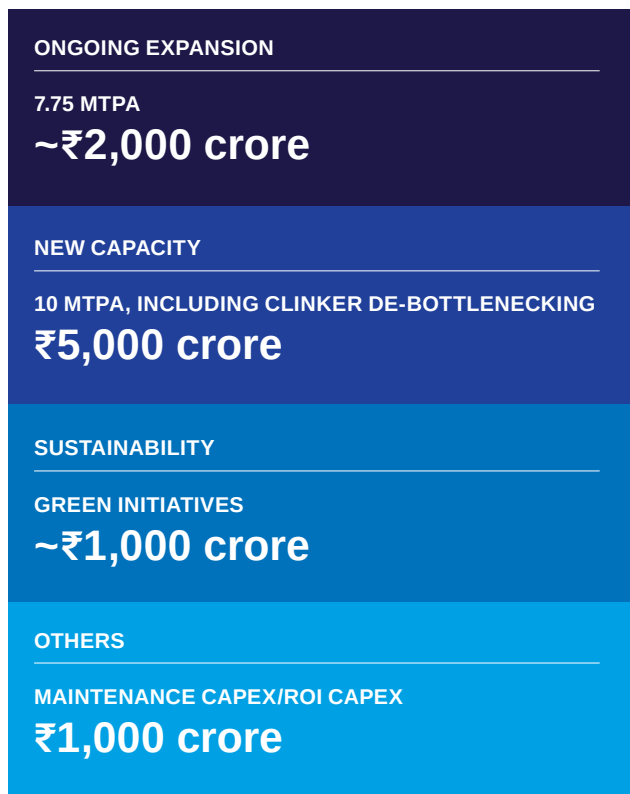 ONGOING EXPANSION
7.75 MTPA
~₹2,000 crore
NEW CAPACITY
10 MTPA, INCLUDING CLINKER DE-BOTTLENECKING
₹5,000 crore
SUSTAINABILITY
GREEN INITIATIVES
~₹1,000 crore
OTHERS
MAINTENANCE CAPEX/ROI CAPEX
₹1,000 crore